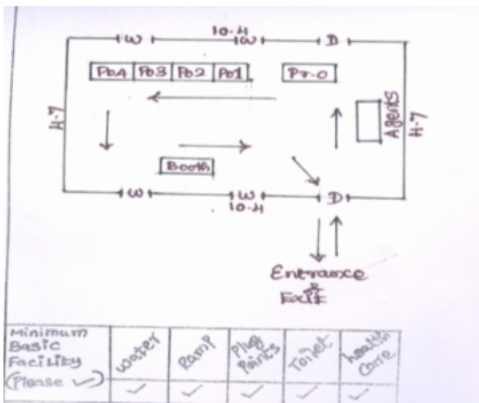 10.4
W W D
Po4 Po3 Po2 Po1 Pr.O
H-7
Agents
H-7
Booth
W W D
10.4
Entrance
&
Exit
Minimum
Basic
Facility
(Please ✓)
Water
Ramp
Plug
Points
Toilet
health
Care
✓ ✓ ✓ ✓ ✓